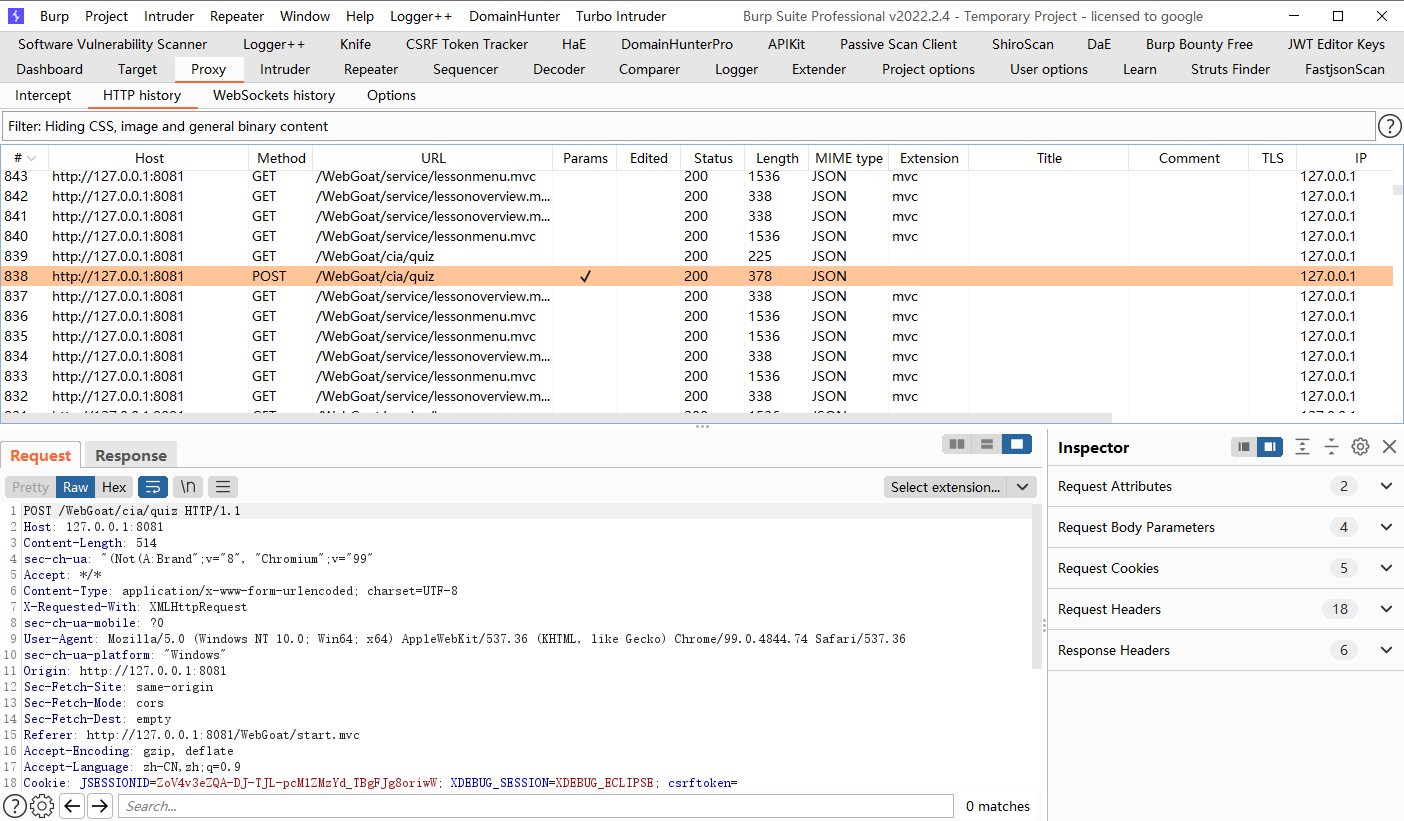 Burp Project Intruder Repeater Window Help Logger++ DomainHunter Turbo Intruder Burp Suite Professional v2022.2.4 - Temporary Project - licensed to google
Software Vulnerability Scanner Logger++ Knife CSRF Token Tracker HaE DomainHunterPro APIKit Passive Scan Client ShiroScan DaE Burp Bounty Free JWT Editor Keys
Dashboard Target Proxy Intruder Repeater Sequencer Decoder Comparer Logger Extender Project options User options Learn Struts Finder FastjsonScan
Intercept HTTP history WebSockets history Options
Filter: Hiding CSS, image and general binary content ?
# Host Method URL Params Edited Status Length MIME type Extension Title Comment TLS IP
843 http://127.0.0.1:8081 GET /WebGoat/service/lessonmenu.mvc 200 1536 JSON mvc 127.0.0.1
842 http://127.0.0.1:8081 GET /WebGoat/service/lessonoverview.m... 200 338 JSON mvc 127.0.0.1
841 http://127.0.0.1:8081 GET /WebGoat/service/lessonoverview.m... 200 338 JSON mvc 127.0.0.1
840 http://127.0.0.1:8081 GET /WebGoat/service/lessonmenu.mvc 200 1536 JSON mvc 127.0.0.1
839 http://127.0.0.1:8081 GET /WebGoat/cia/quiz 200 225 JSON 127.0.0.1
838 http://127.0.0.1:8081 POST /WebGoat/cia/quiz ✓ 200 378 JSON 127.0.0.1
837 http://127.0.0.1:8081 GET /WebGoat/service/lessonoverview.m... 200 338 JSON mvc 127.0.0.1
836 http://127.0.0.1:8081 GET /WebGoat/service/lessonmenu.mvc 200 1536 JSON mvc 127.0.0.1
835 http://127.0.0.1:8081 GET /WebGoat/service/lessonmenu.mvc 200 1536 JSON mvc 127.0.0.1
834 http://127.0.0.1:8081 GET /WebGoat/service/lessonoverview.m... 200 338 JSON mvc 127.0.0.1
833 http://127.0.0.1:8081 GET /WebGoat/service/lessonmenu.mvc 200 1536 JSON mvc 127.0.0.1
832 http://127.0.0.1:8081 GET /WebGoat/service/lessonoverview.m... 200 338 JSON mvc 127.0.0.1
Request Response
Pretty Raw Hex \n Select extension...
1 POST /WebGoat/cia/quiz HTTP/1.1
2 Host: 127.0.0.1:8081
3 Content-Length: 514
4 sec-ch-ua: "(Not(A:Brand";v="8", "Chromium";v="99"
5 Accept: */*
6 Content-Type: application/x-www-form-urlencoded; charset=UTF-8
7 X-Requested-With: XMLHttpRequest
8 sec-ch-ua-mobile: ?0
9 User-Agent: Mozilla/5.0 (Windows NT 10.0; Win64; x64) AppleWebKit/537.36 (KHTML, like Gecko) Chrome/99.0.4844.74 Safari/537.36
10 sec-ch-ua-platform: "Windows"
11 Origin: http://127.0.0.1:8081
12 Sec-Fetch-Site: same-origin
13 Sec-Fetch-Mode: cors
14 Sec-Fetch-Dest: empty
15 Referer: http://127.0.0.1:8081/WebGoat/start.mvc
16 Accept-Encoding: gzip, deflate
17 Accept-Language: zh-CN,zh;q=0.9
18 Cookie: JSESSIONID=ZoV4v3eZQA-DJ-TJL-pcM1ZMzYd_TBgFJg8oriwW; XDEBUG_SESSION=XDEBUG_ECLIPSE; csrftoken=
? Search... 0 matches
Inspector
Request Attributes 2
Request Body Parameters 4
Request Cookies 5
Request Headers 18
Response Headers 6